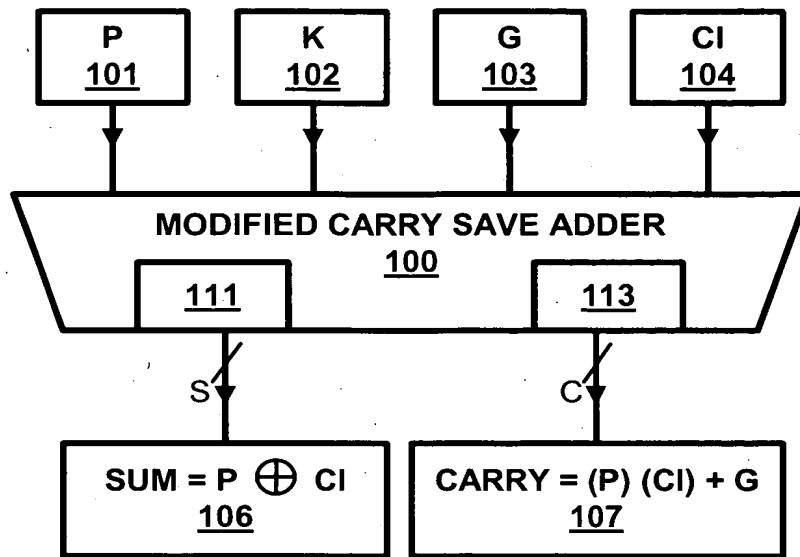 P K G CI
101 102 103 104
MODIFIED CARRY SAVE ADDER
100
111 113
S C
SUM = P ⊕ CI CARRY = (P) (CI) + G
106 107